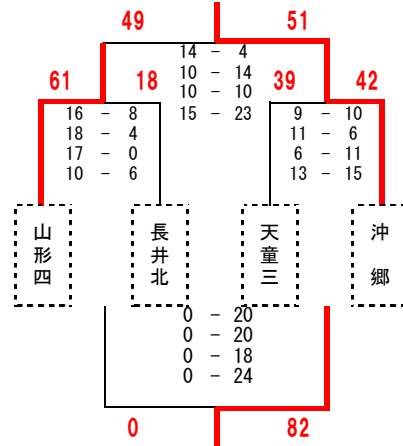 49 51
14 - 4
10 - 14
10 - 10
15 - 23
61 18 39 42
16 - 8
18 - 4
17 - 0
10 - 6
9 - 10
11 - 6
6 - 11
13 - 15
山形四
長井北
天童三
沖郷
0 - 20
0 - 20
0 - 18
0 - 24
0 82